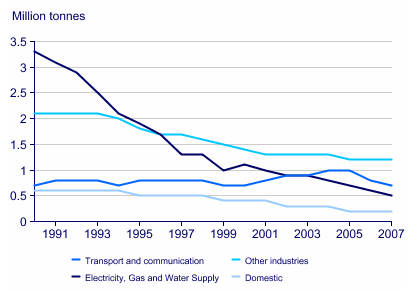 Million tonnes
3.5
3
2.5
2
1.5
1
0.5
0
1991 1993 1995 1997 1999 2001 2003 2005 2007
Transport and communication Other industries
Electricity, Gas and Water Supply Domestic